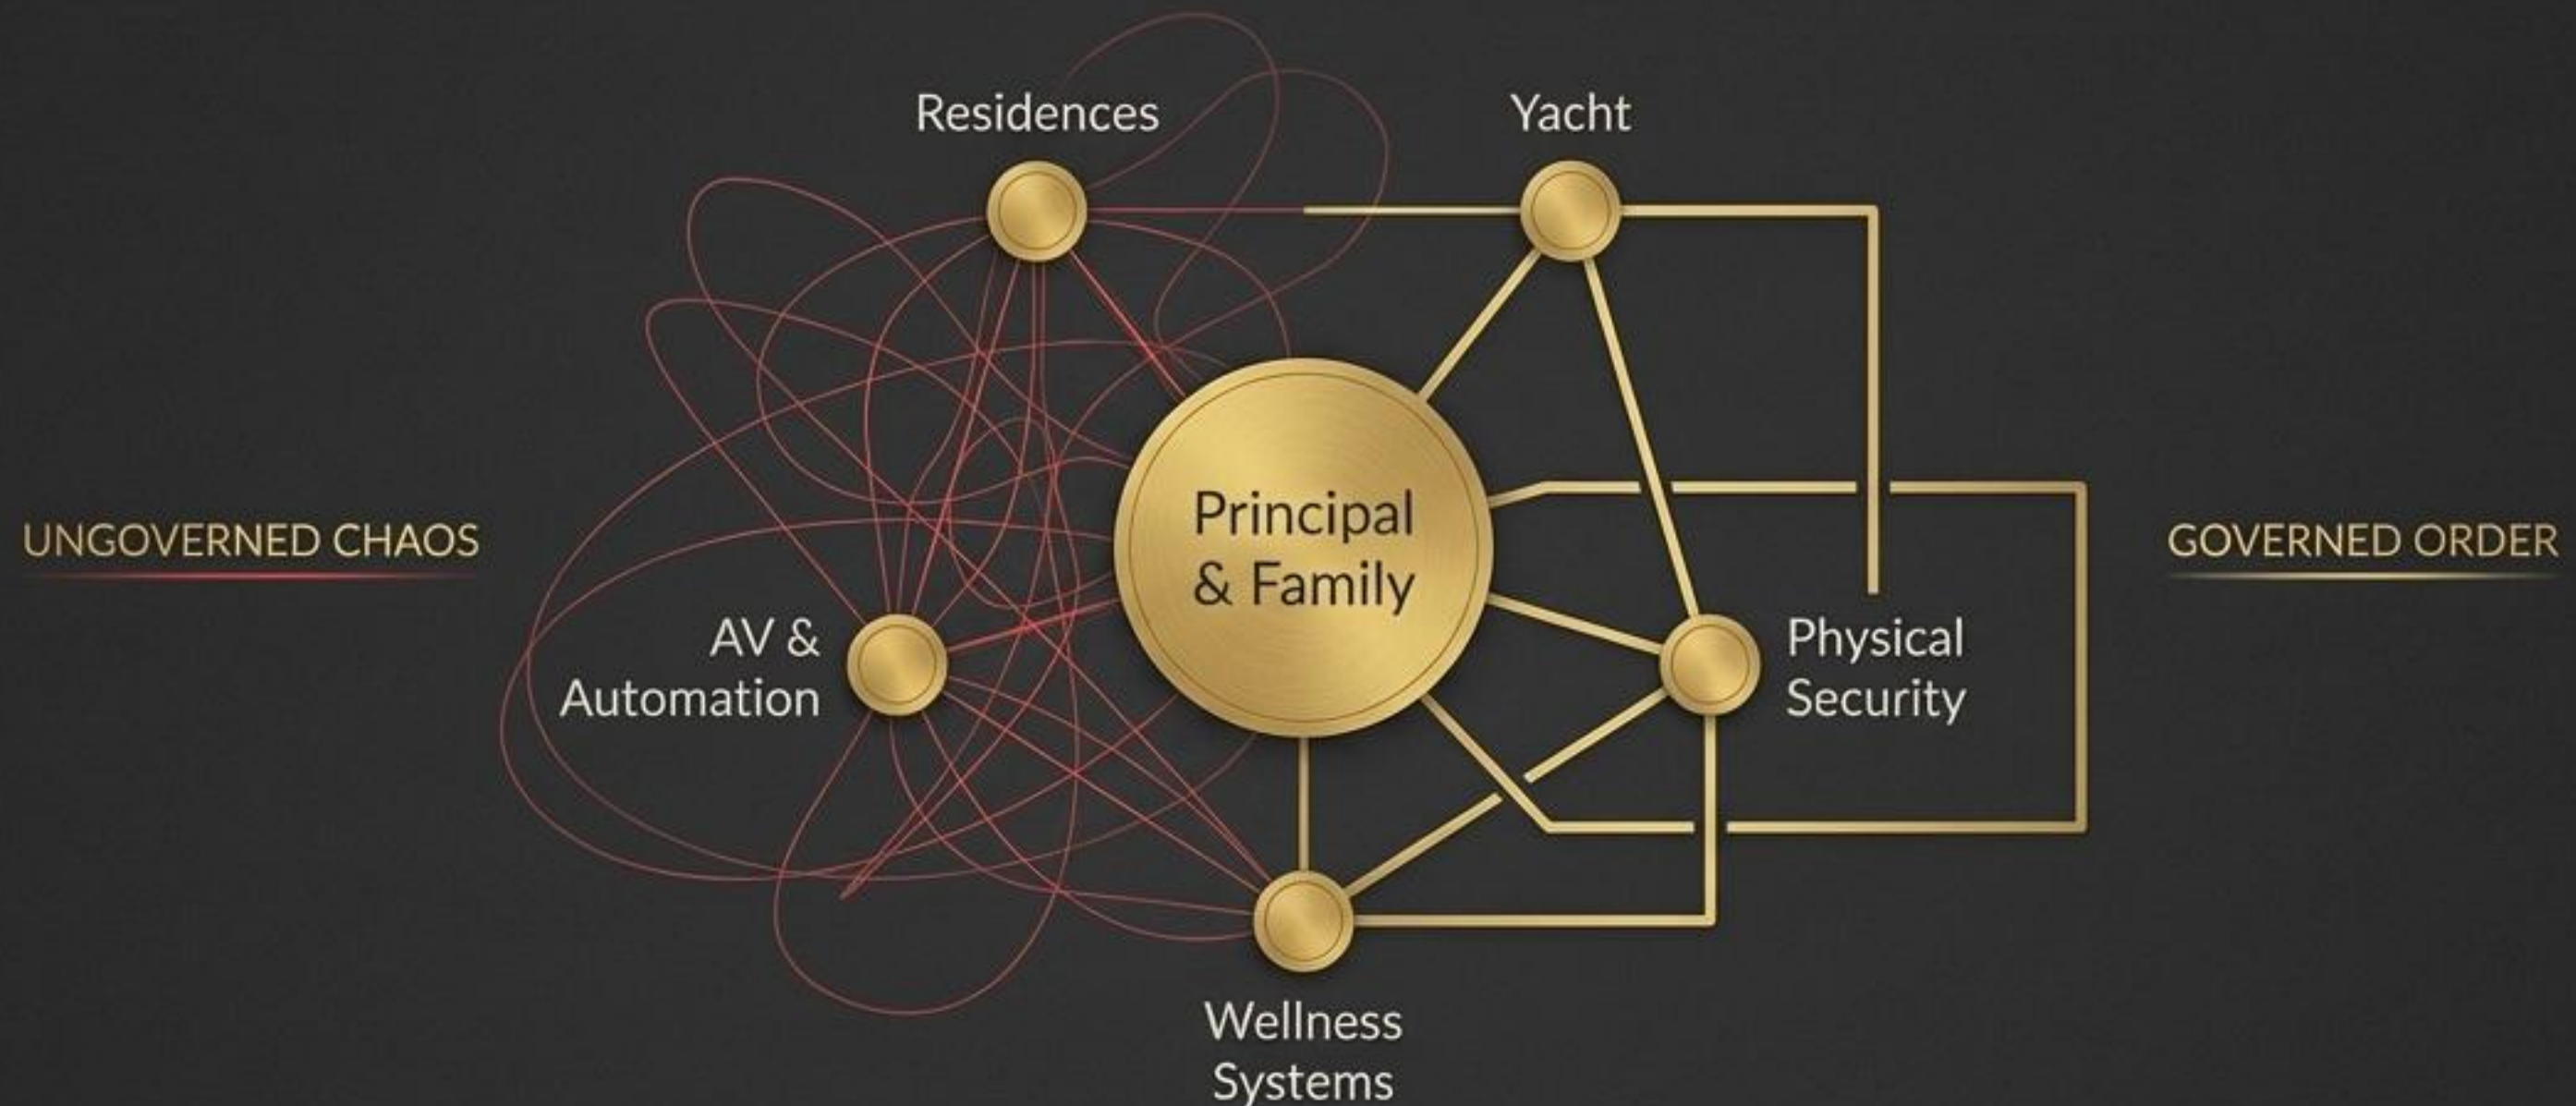 Residences
Yacht
UNGOVERNED CHAOS
Principal
& Family
GOVERNED ORDER
AV &
Automation
Physical
Security
Wellness
Systems